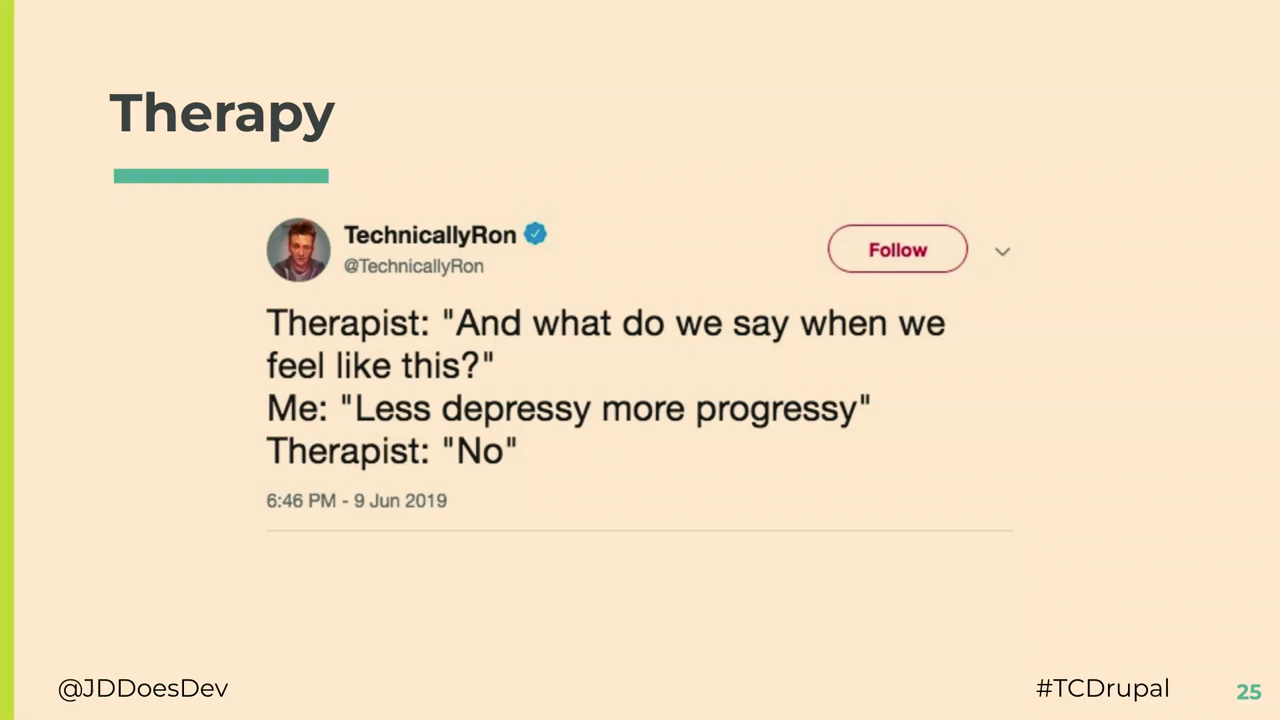 Therapy
TechnicallyRon
@TechnicallyRon
Follow
Therapist: "And what do we say when we
feel like this?"
Me: "Less depressy more progressy"
Therapist: "No"
6:46 PM - 9 Jun 2019
@JDDoesDev
#TCDrupal
25